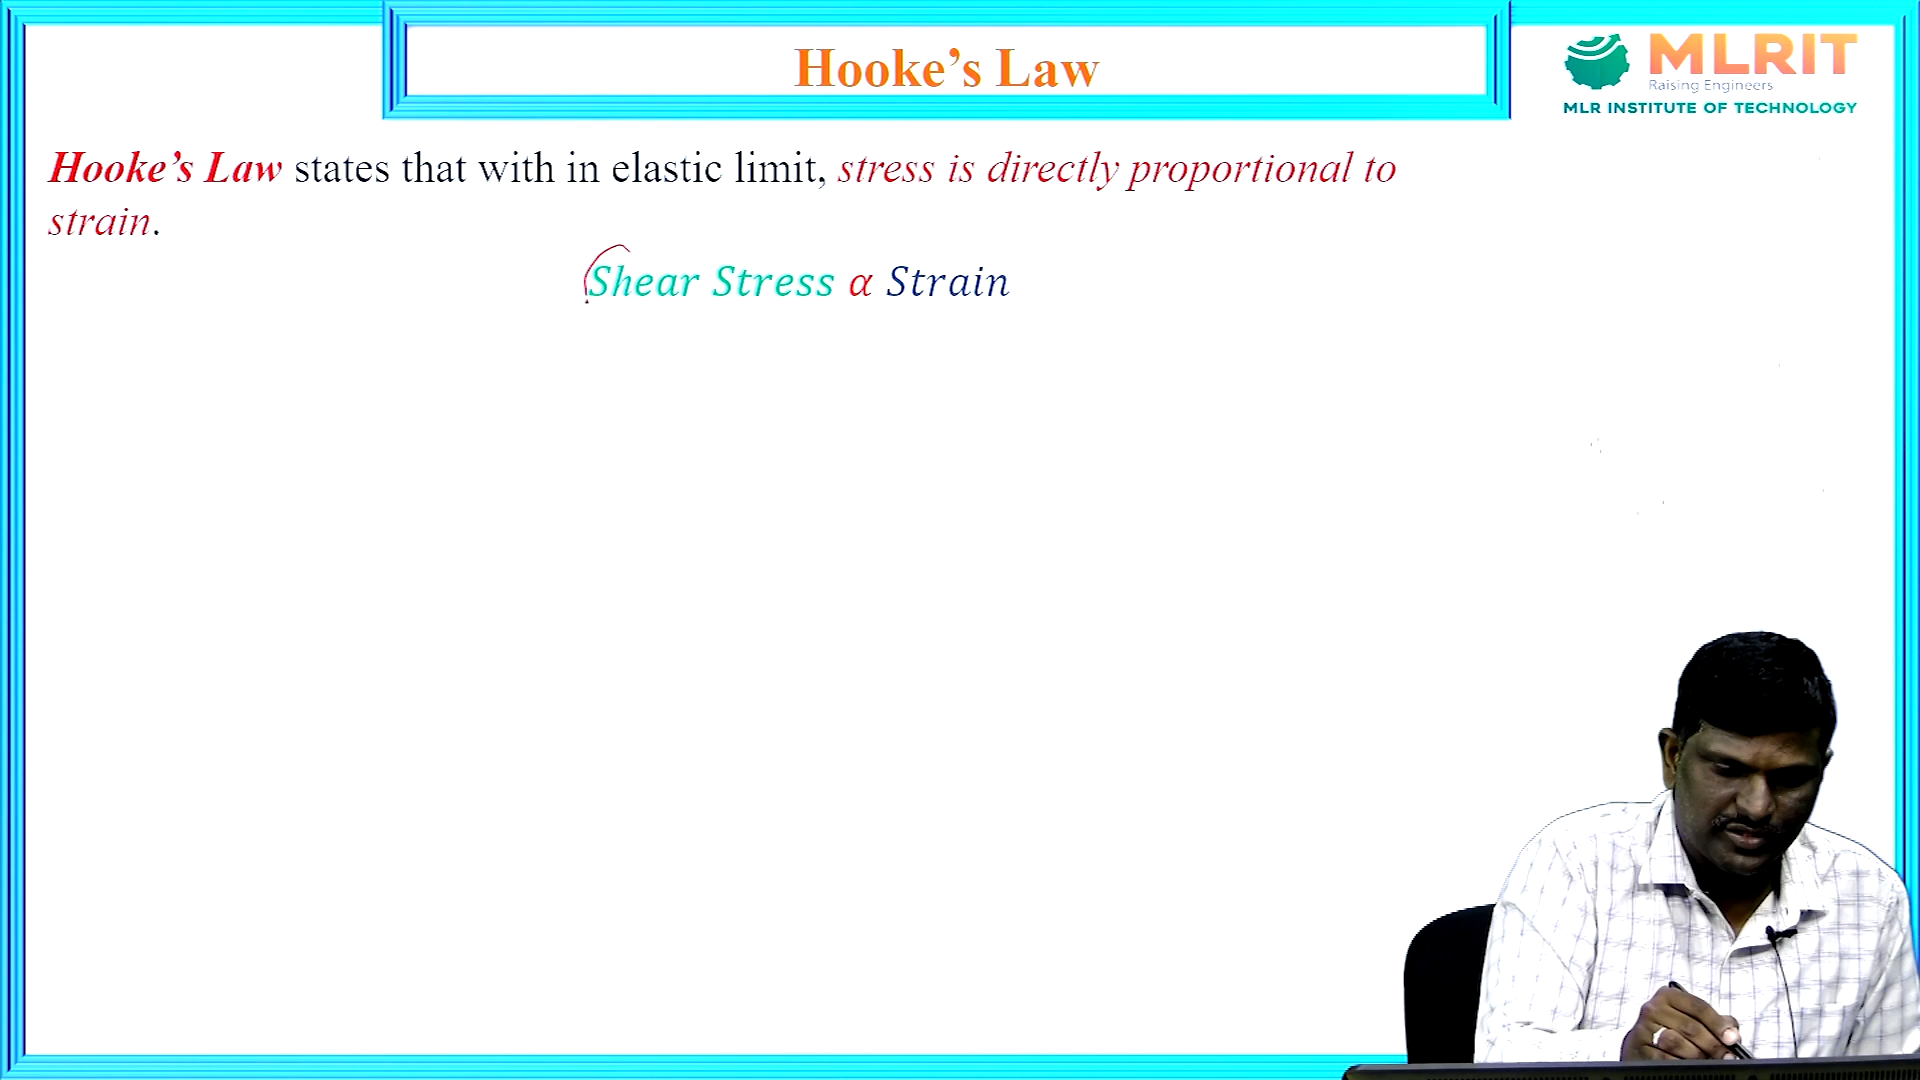 Hooke’s Law
MLRIT
Raising Engineers
MLR INSTITUTE OF TECHNOLOGY
Hooke’s Law states that with in elastic limit, stress is directly proportional to
strain.
Shear Stress α Strain